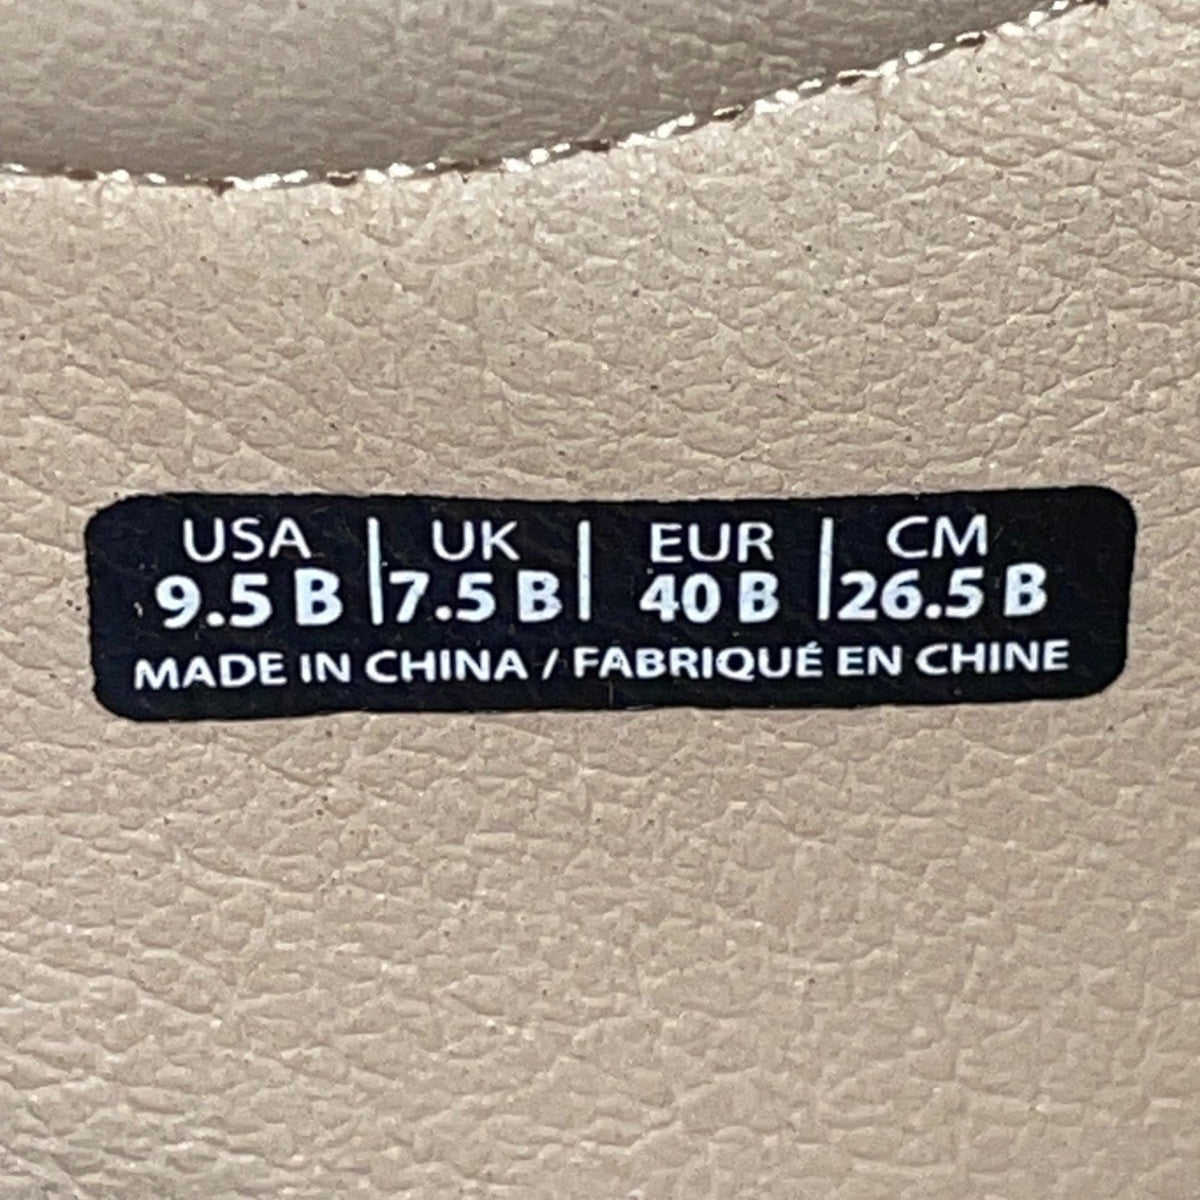 USA | UK | EUR | CM
9.5 B | 7.5 B | 40 B | 26.5 B
MADE IN CHINA / FABRIQUÉ EN CHINE